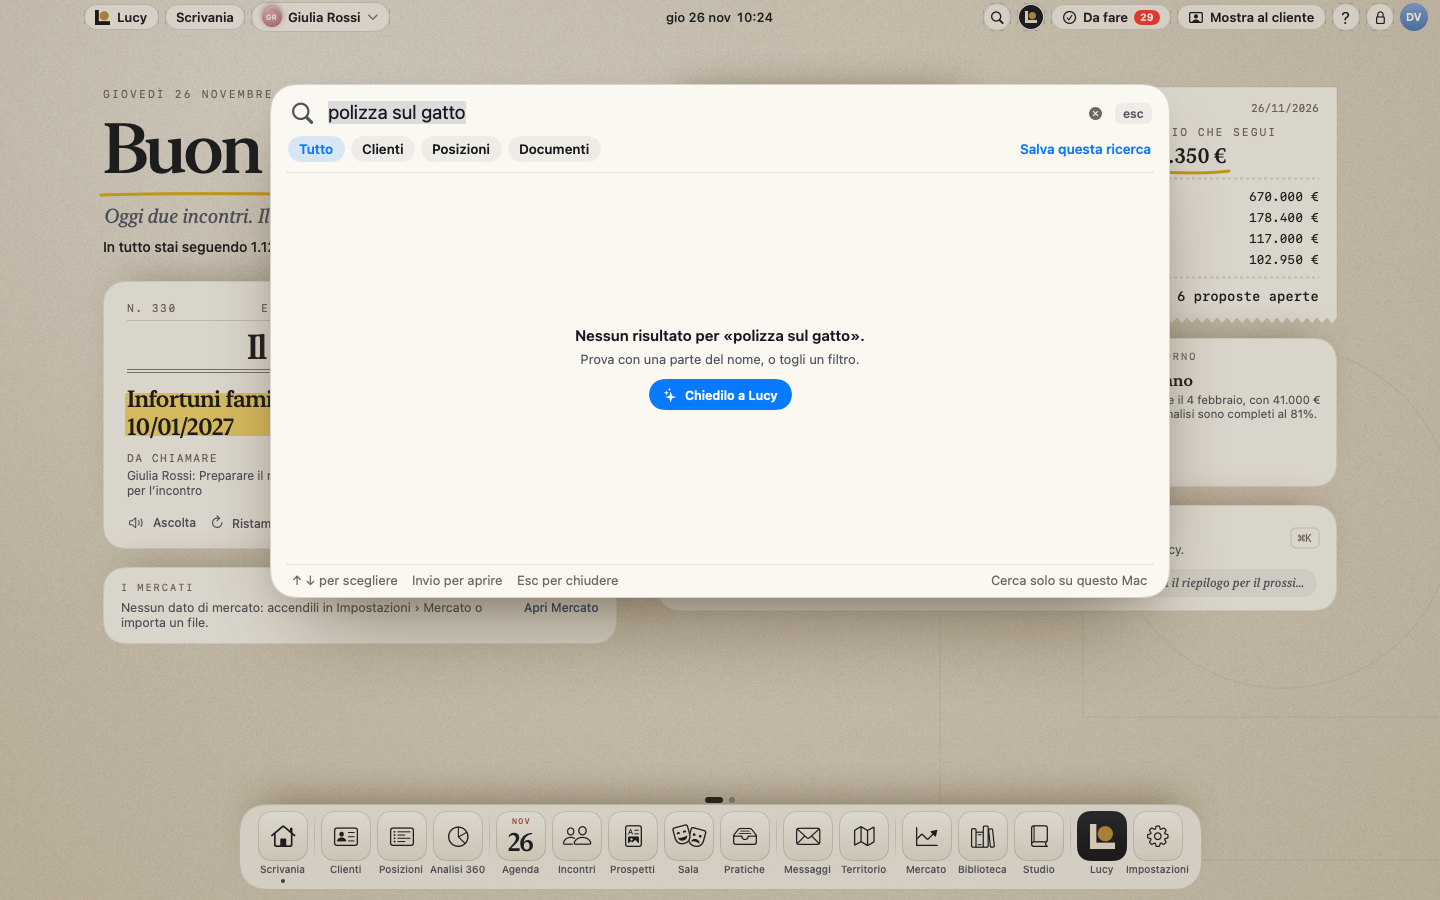 Lucy
Scrivania
GR Giulia Rossi
gio 26 nov 10:24
Da fare 29
Mostra al cliente
?
DV
GIOVEDÌ 26 NOVEMBRE
Buon
Oggi due incontri. Il
In tutto stai seguendo 1.12
polizza sul gatto
esc
Tutto
Clienti
Posizioni
Documenti
Salva questa ricerca
Nessun risultato per «polizza sul gatto».
Prova con una parte del nome, o togli un filtro.
Chiedilo a Lucy
↑ ↓ per scegliere
Invio per aprire
Esc per chiudere
Cerca solo su questo Mac
26/11/2026
IO CHE SEGUI
.350 €
670.000 €
178.400 €
117.000 €
102.950 €
6 proposte aperte
N. 330
E
Il
Infortuni fami
10/01/2027
DA CHIAMARE
Giulia Rossi: Preparare il r
per l'incontro
Ascolta
Ristam
RNO
ano
e il 4 febbraio, con 41.000 €
nalisi sono completi al 81%.
⌘K
cy.
il riepilogo per il prossi…
I MERCATI
Nessun dato di mercato: accendili in Impostazioni › Mercato o
importa un file.
Apri Mercato
NOV
26
Scrivania
Clienti
Posizioni
Analisi 360
Agenda
Incontri
Prospetti
Sala
Pratiche
Messaggi
Territorio
Mercato
Biblioteca
Studio
Lucy
Impostazioni